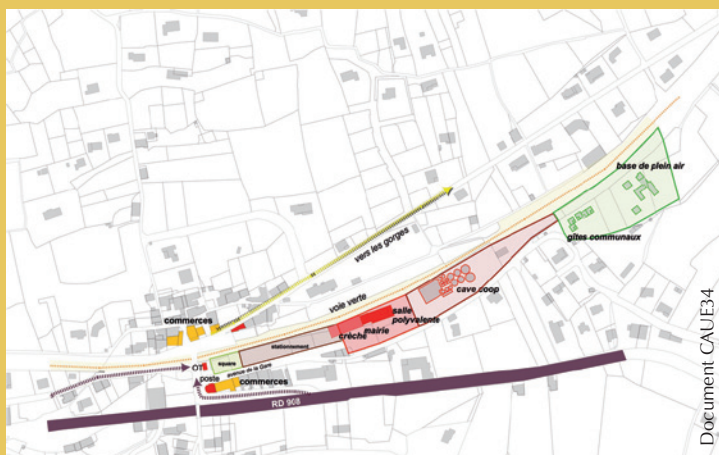 base de plein air
gîtes communaux
vers les gorges
voie verte
cave coop
salle
polyvalente
mairie
crèche
commerces
stationnement
square
OT
avenue de la Gare
poste
commerces
RD 908
Document CAUE34